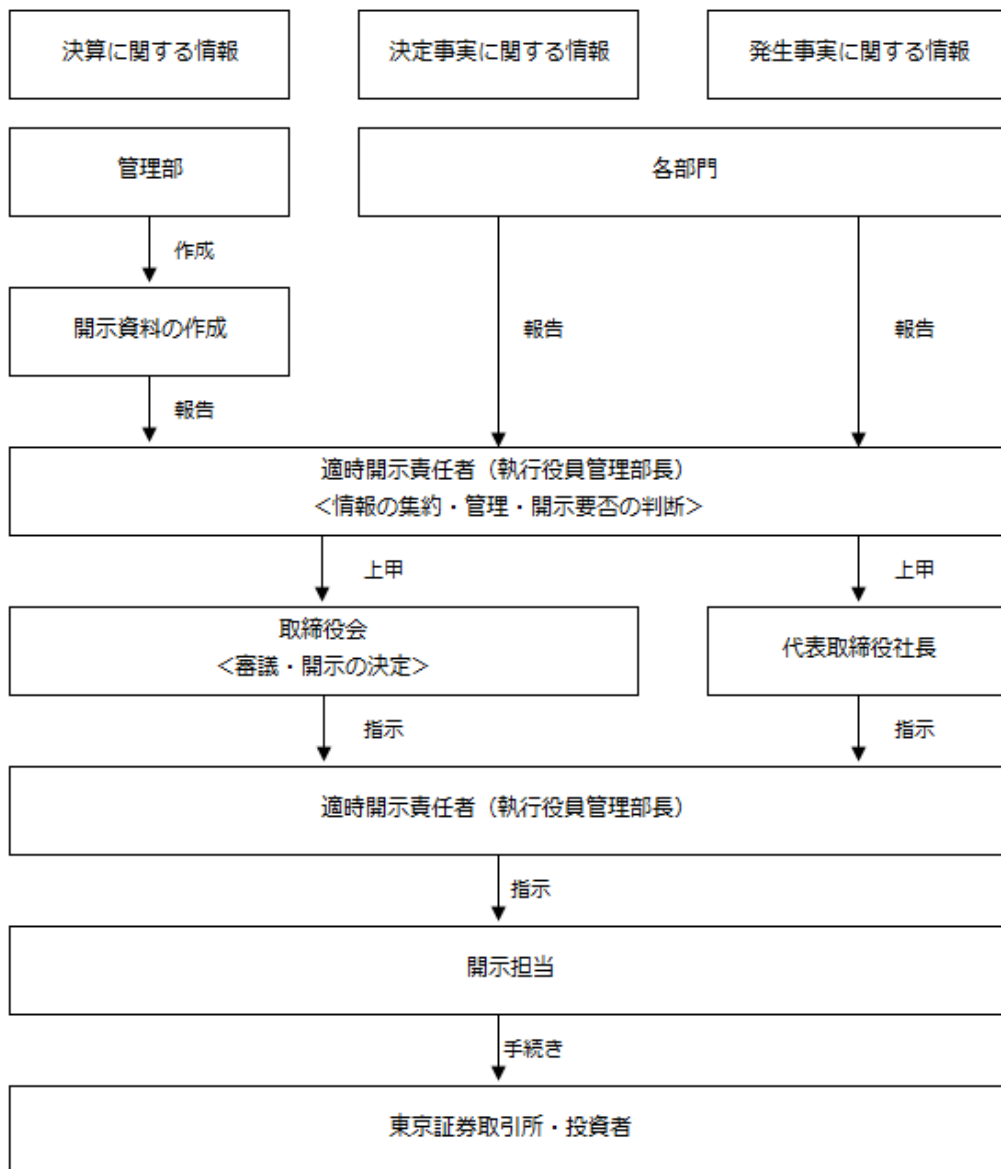 決算に関する情報
決定事実に関する情報
発生事実に関する情報
管理部
各部門
作成
開示資料の作成
報告
報告
報告
適時開示責任者（執行役員管理部長）
＜情報の集約・管理・開示要否の判断＞
上甲
上甲
取締役会
＜審議・開示の決定＞
代表取締役社長
指示
指示
適時開示責任者（執行役員管理部長）
指示
開示担当
手続き
東京証券取引所・投資者